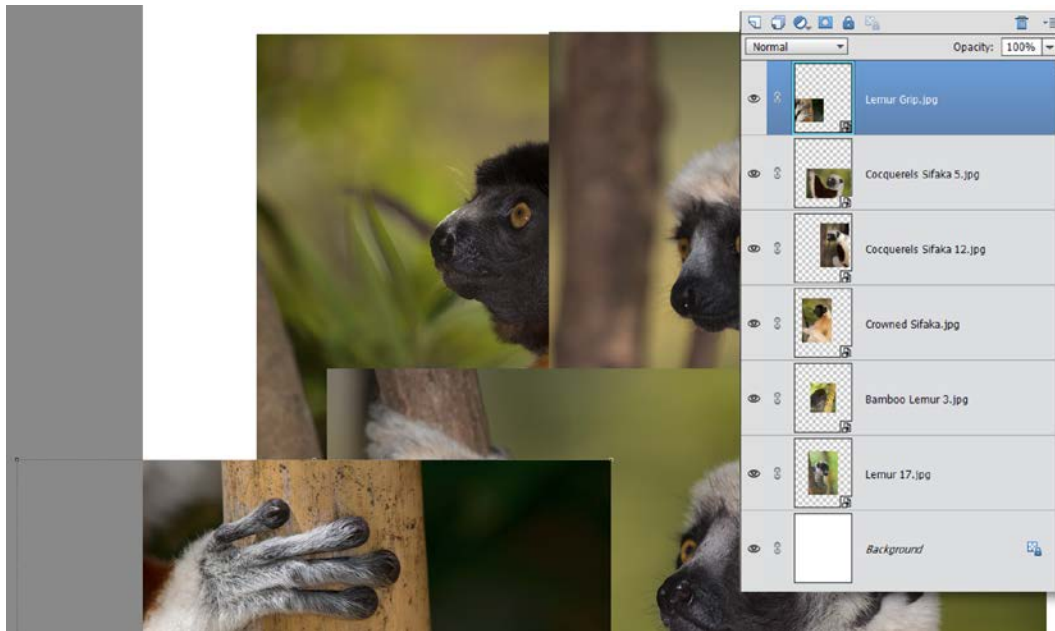 Normal
Opacity: 100%
Lemur Grip.jpg
Cocquerels Sifaka 5.jpg
Cocquerels Sifaka 12.jpg
Crowned Sifaka.jpg
Bamboo Lemur 3.jpg
Lemur 17.jpg
Background